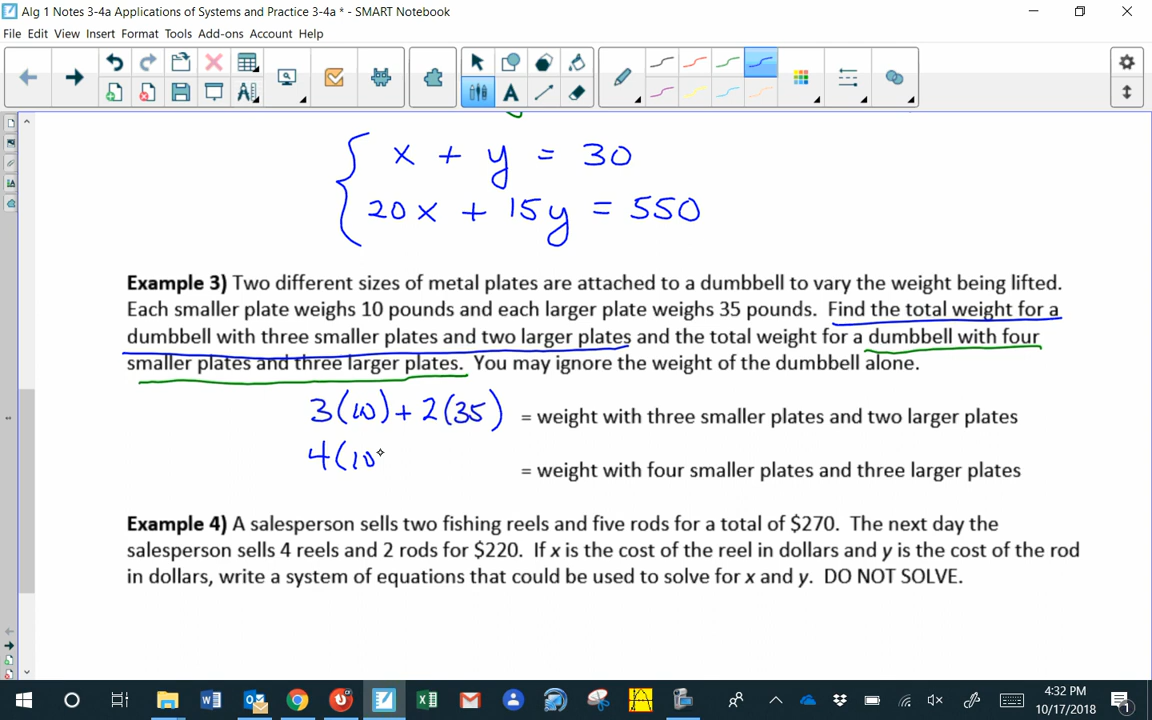 Alg 1 Notes 3-4a Applications of Systems and Practice 3-4a * - SMART Notebook
File Edit View Insert Format Tools Add-ons Account Help
x + y = 30
20x + 15y = 550
Example 3) Two different sizes of metal plates are attached to a dumbbell to vary the weight being lifted.
Each smaller plate weighs 10 pounds and each larger plate weighs 35 pounds. Find the total weight for a
dumbbell with three smaller plates and two larger plates and the total weight for a dumbbell with four
smaller plates and three larger plates. You may ignore the weight of the dumbbell alone.
3(10) + 2(35) = weight with three smaller plates and two larger plates
4(10 = weight with four smaller plates and three larger plates
Example 4) A salesperson sells two fishing reels and five rods for a total of $270. The next day the
salesperson sells 4 reels and 2 rods for $220. If x is the cost of the reel in dollars and y is the cost of the rod
in dollars, write a system of equations that could be used to solve for x and y. DO NOT SOLVE.
4:32 PM
10/17/2018
1